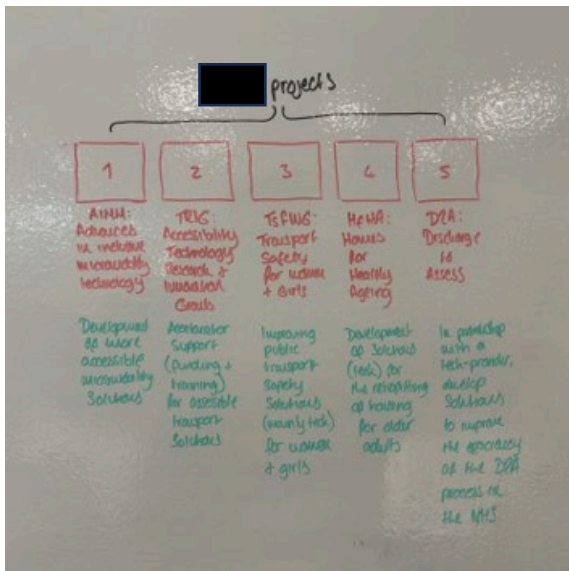 projects
1
2
3
4
5
AIMM:
Advances
in inclusive
micromobility
technology
TRIG:
Accessibility
Technology
Research &
Innovation
Grants
TSfWG:
Transport
Safety
for women
+ Girls
HfHA:
Homes
for
Healthy
Ageing
D2A:
Discharge
to
Assess
Development
of more
accessible
micromobility
Solutions
Accelerator
Support
(funding +
training)
for accessible
transport
Solutions
Improving
public
transport
Safety
Solutions
(mainly tech)
for women
+ girls
Development
of Solutions
(tech) for
the retrofitting
of housing
for older
adults
In partnership
with a
tech-provider,
develop
Solutions
to improve
the efficiency
of the D2A
process in
the NHS